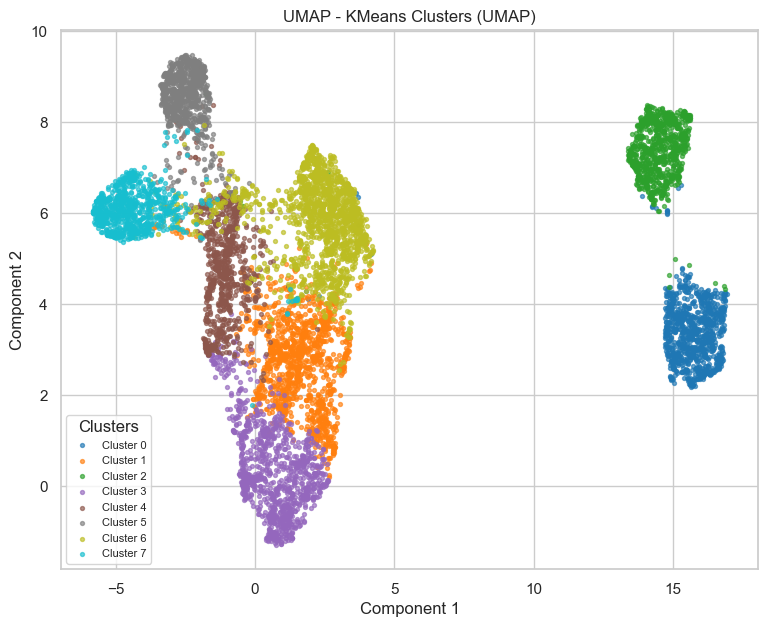 UMAP - KMeans Clusters (UMAP)
10
8
6
4
2
0
Component 2
Clusters
Cluster 0
Cluster 1
Cluster 2
Cluster 3
Cluster 4
Cluster 5
Cluster 6
Cluster 7
−5
0
5
10
15
Component 1